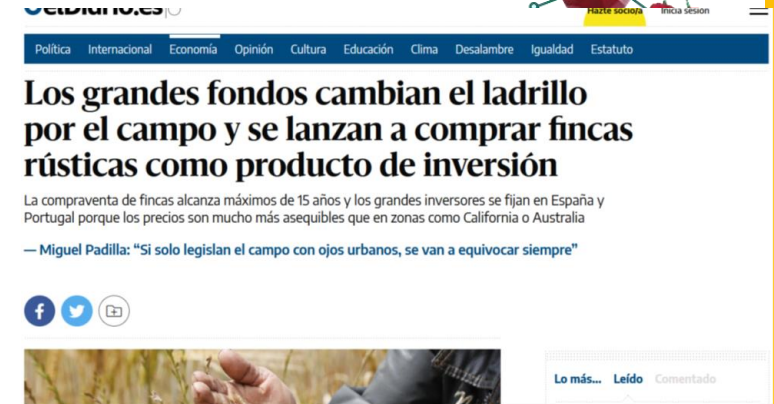 elDiario.es
Hazte socio/a
Inicia sesión
Política Internacional Economía Opinión Cultura Educación Clima Desalambre Igualdad Estatuto
Los grandes fondos cambian el ladrillo
por el campo y se lanzan a comprar fincas
rústicas como producto de inversión
La compraventa de fincas alcanza máximos de 15 años y los grandes inversores se fijan en España y
Portugal porque los precios son mucho más asequibles que en zonas como California o Australia
— Miguel Padilla: “Si solo legislan el campo con ojos urbanos, se van a equivocar siempre”
Lo más... Leído Comentado